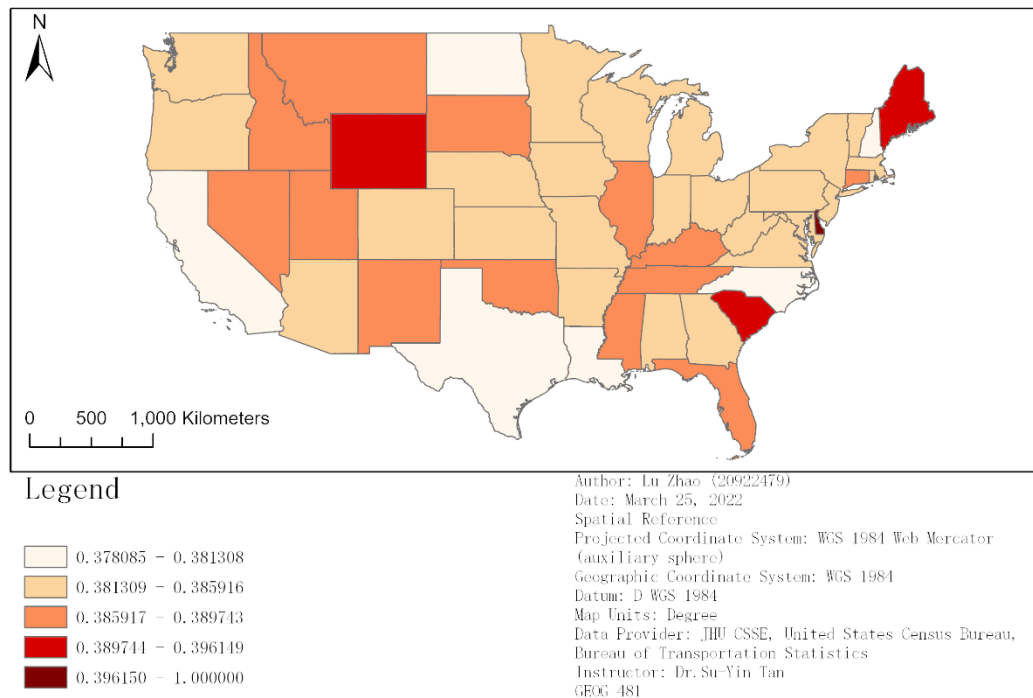 N
0 500 1,000 Kilometers
Legend
0.378085 - 0.381308
0.381309 - 0.385916
0.385917 - 0.389743
0.389744 - 0.396149
0.396150 - 1.000000
Author: Lu Zhao (20922479)
Date: March 25, 2022
Spatial Reference
Projected Coordinate System: WGS 1984 Web Mercator
(auxiliary sphere)
Geographic Coordinate System: WGS 1984
Datum: D WGS 1984
Map Units: Degree
Data Provider: JHU CSSE, United States Census Bureau,
Bureau of Transportation Statistics
Instructor: Dr.Su-Yin Tan
GEOG 481